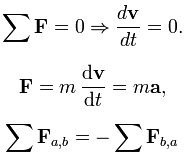 ∑ F = 0 ⇒ dv/dt = 0.
F = m dv/dt = ma,
∑ F_{a,b} = − ∑ F_{b,a}